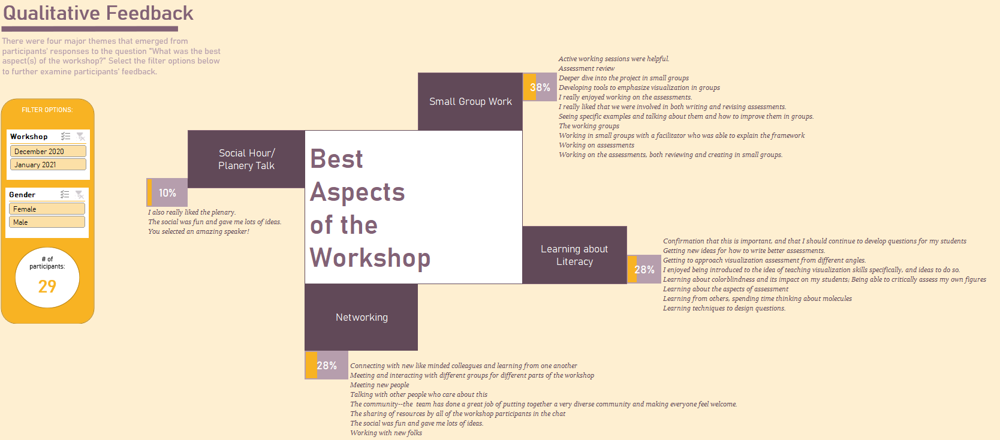 Qualitative Feedback
There were four major themes that emerged from
participants' responses to the question "What was the best
aspect(s) of the workshop?" Select the filter options below
to further examine participants' feedback.
FILTER OPTIONS:
Workshop
December 2020
January 2021
Gender
Female
Male
# of
participants:
29
Social Hour/
Planery Talk
10%
I also really liked the plenary.
The social was fun and gave me lots of ideas.
You selected an amazing speaker!
Best
Aspects
of the
Workshop
Small Group Work
38%
Active working sessions were helpful.
Assessment review
Deeper dive into the project in small groups
Developing tools to emphasize visualization in groups
I really enjoyed working on the assessments.
I really liked that we were involved in both writing and revising assessments.
Seeing specific examples and talking about them and how to improve them in groups.
The working groups
Working in small groups with a facilitator who was able to explain the framework
Working on assessments
Working on the assessments, both reviewing and creating in small groups.
Learning about
Literacy
28%
Confirmation that this is important, and that I should continue to develop questions for my students
Getting new ideas for how to write better assessments.
Getting to approach visualization assessment from different angles.
I enjoyed being introduced to the idea of teaching visualization skills specifically, and ideas to do so.
Learning about colorblindness and its impact on my students; Being able to critically assess my own figures
Learning about the aspects of assessment
Learning from others, spending time thinking about molecules
Learning techniques to design questions.
Networking
28%
Connecting with new like minded colleagues and learning from one another
Meeting and interacting with different groups for different parts of the workshop
Meeting new people
Talking with other people who care about this
The community--the  team has done a great job of putting together a very diverse community and making everyone feel welcome.
The sharing of resources by all of the workshop participants in the chat
The social was fun and gave me lots of ideas.
Working with new folks